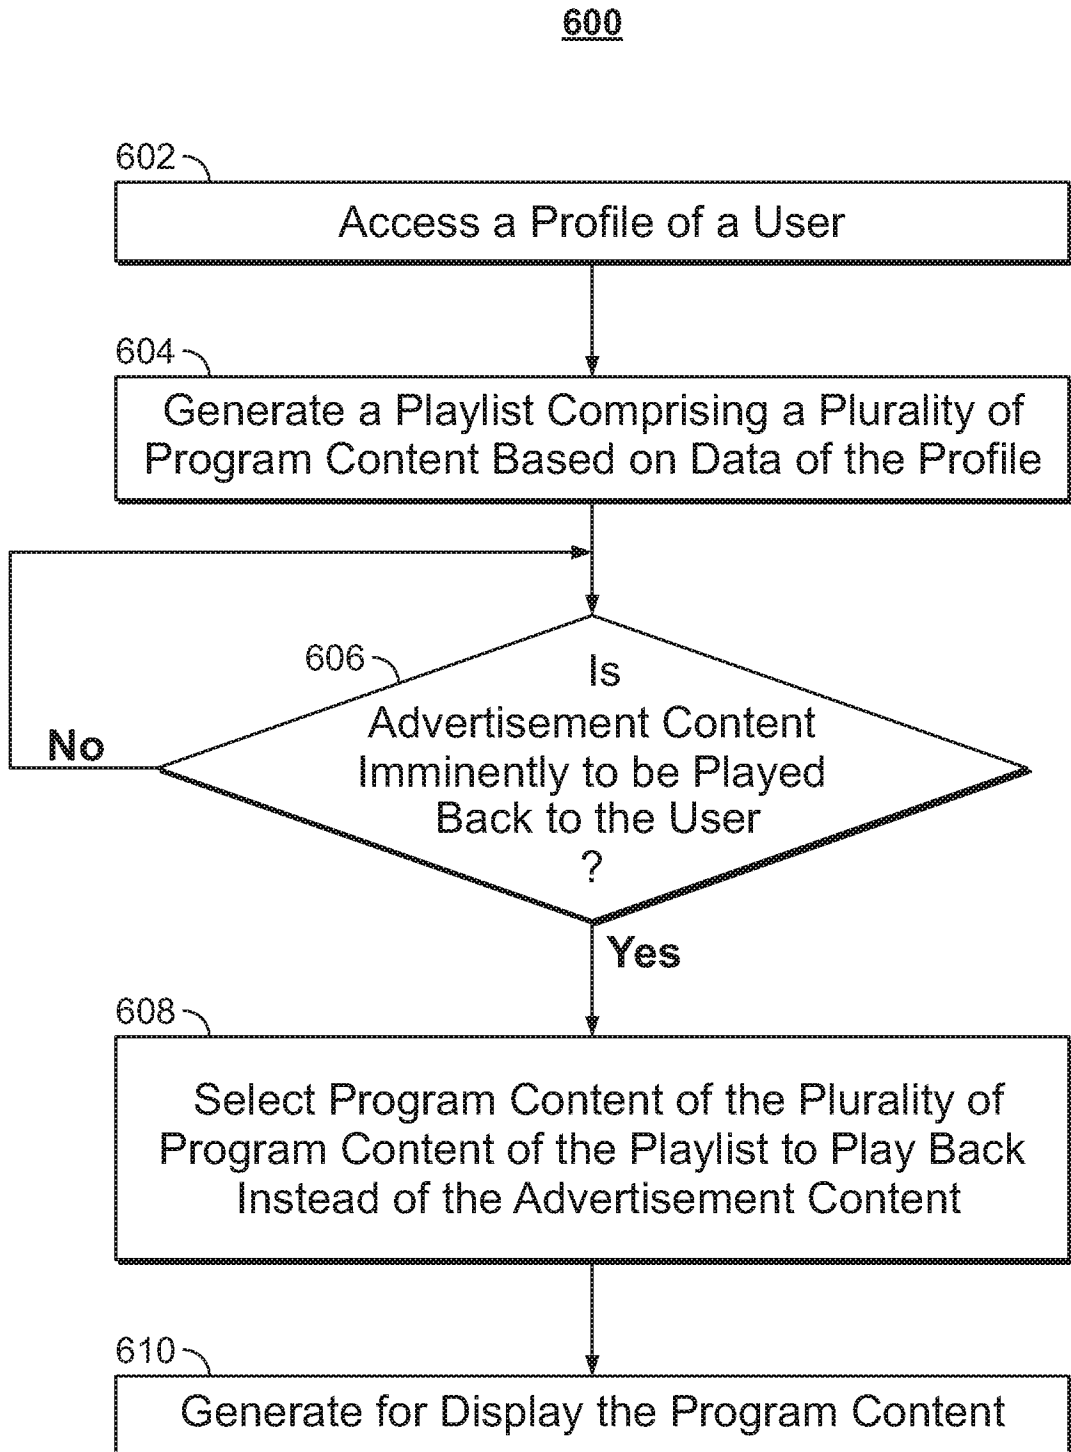 600
602
Access a Profile of a User
604
Generate a Playlist Comprising a Plurality of
Program Content Based on Data of the Profile
606
Is
Advertisement Content
Imminently to be Played
Back to the User
?
No
Yes
608
Select Program Content of the Plurality of
Program Content of the Playlist to Play Back
Instead of the Advertisement Content
610
Generate for Display the Program Content